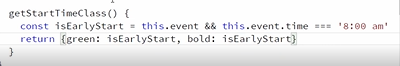 getStartTimeClass() {
const isEarlyStart = this.event && this.event.time === '8:00 am'
return {green: isEarlyStart, bold: isEarlyStart}
}